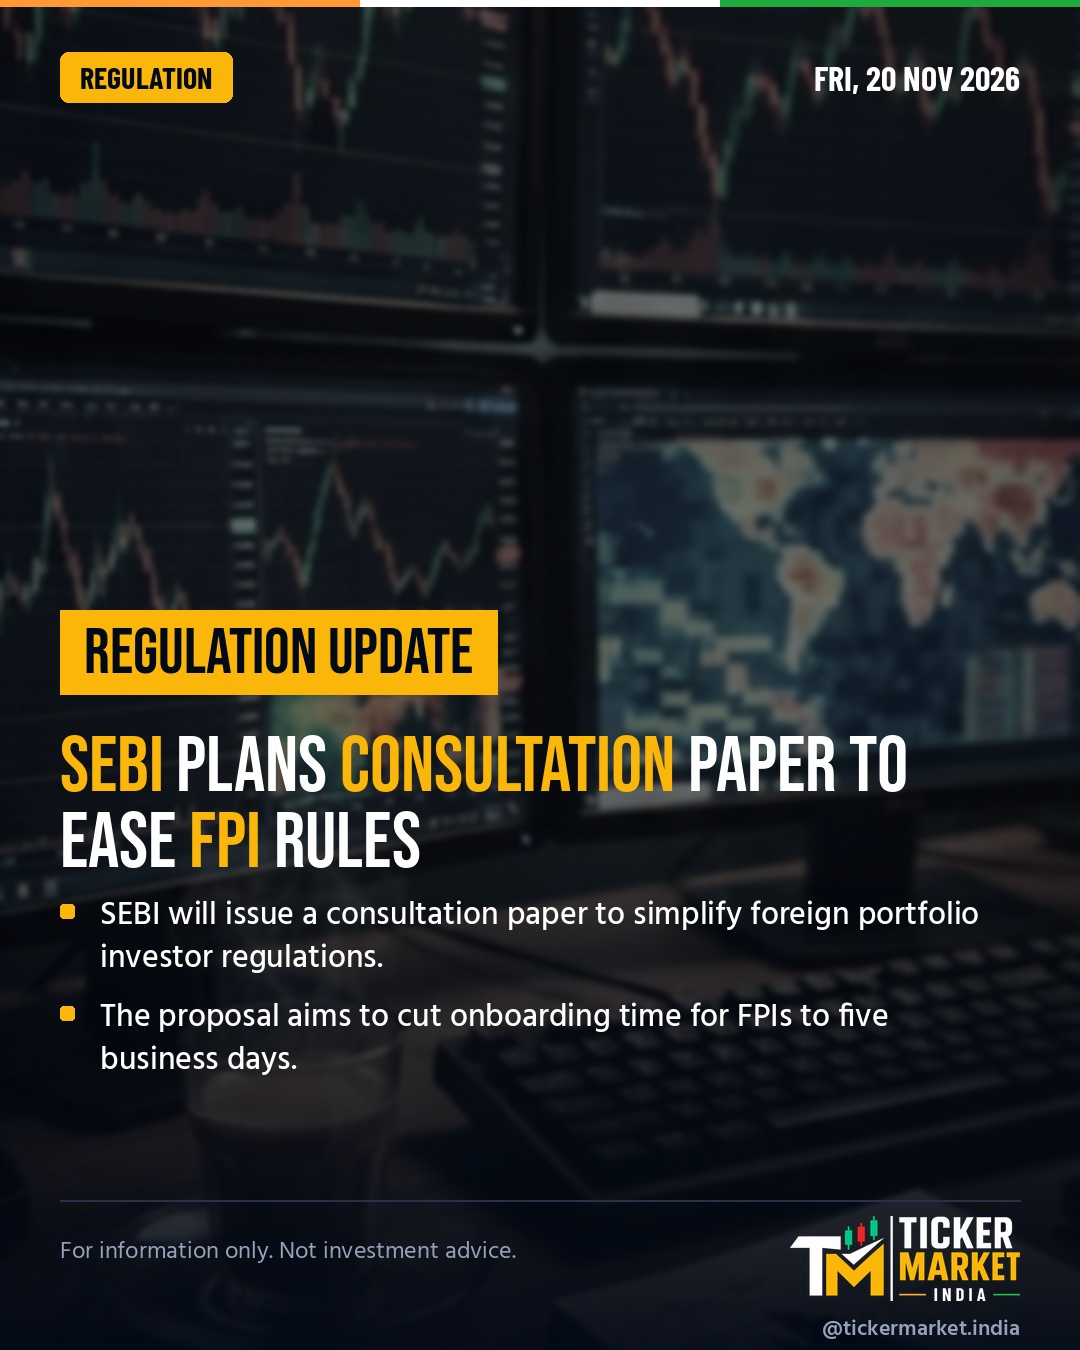 REGULATION
FRI, 20 NOV 2026
REGULATION UPDATE
SEBI PLANS CONSULTATION PAPER TO
EASE FPI RULES
SEBI will issue a consultation paper to simplify foreign portfolio
investor regulations.
The proposal aims to cut onboarding time for FPIs to five
business days.
For information only. Not investment advice.
TM
TICKER
MARKET
INDIA
@tickermarket.india